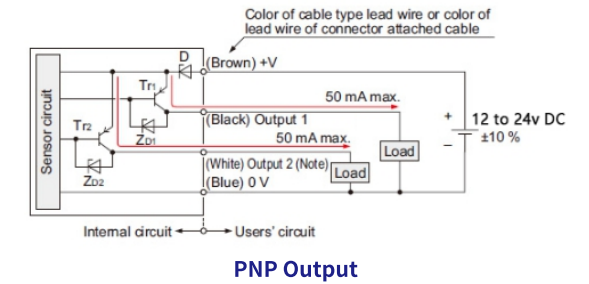 Color of cable type lead wire or color of
lead wire of connector attached cable
D
(Brown) +V
Tr1
50 mA max.
(Black) Output 1
+
12 to 24v DC
±10 %
−
Sensor circuit
Tr2
ZD1
50 mA max.
Load
(White) Output 2 (Note)
Load
ZD2
(Blue) 0 V
Internal circuit
Users' circuit
PNP Output